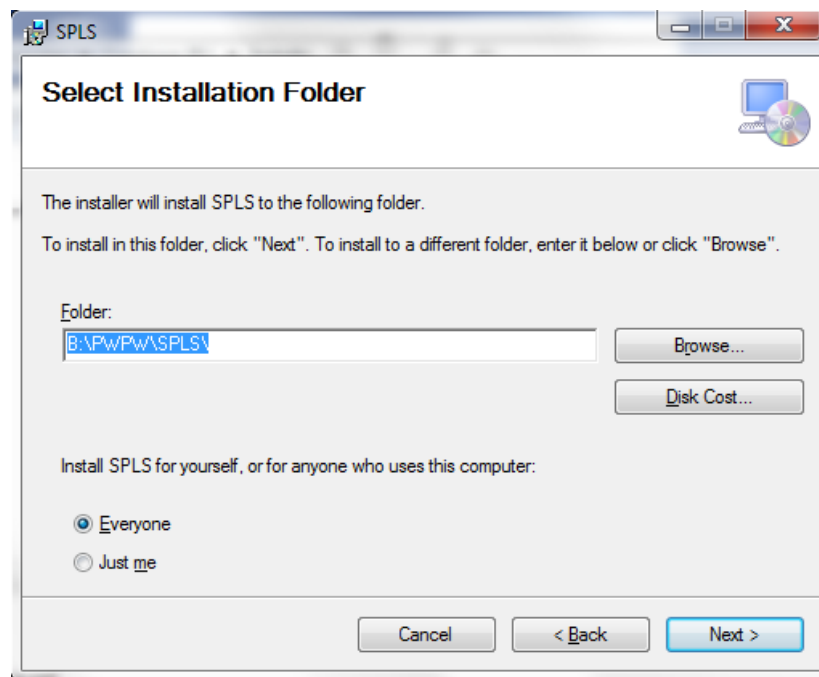 SPLS
Select Installation Folder
The installer will install SPLS to the following folder.
To install in this folder, click "Next". To install to a different folder, enter it below or click "Browse".
Folder:
B:\PWPW\SPLS\
Browse...
Disk Cost...
Install SPLS for yourself, or for anyone who uses this computer:
Everyone
Just me
Cancel
< Back
Next >